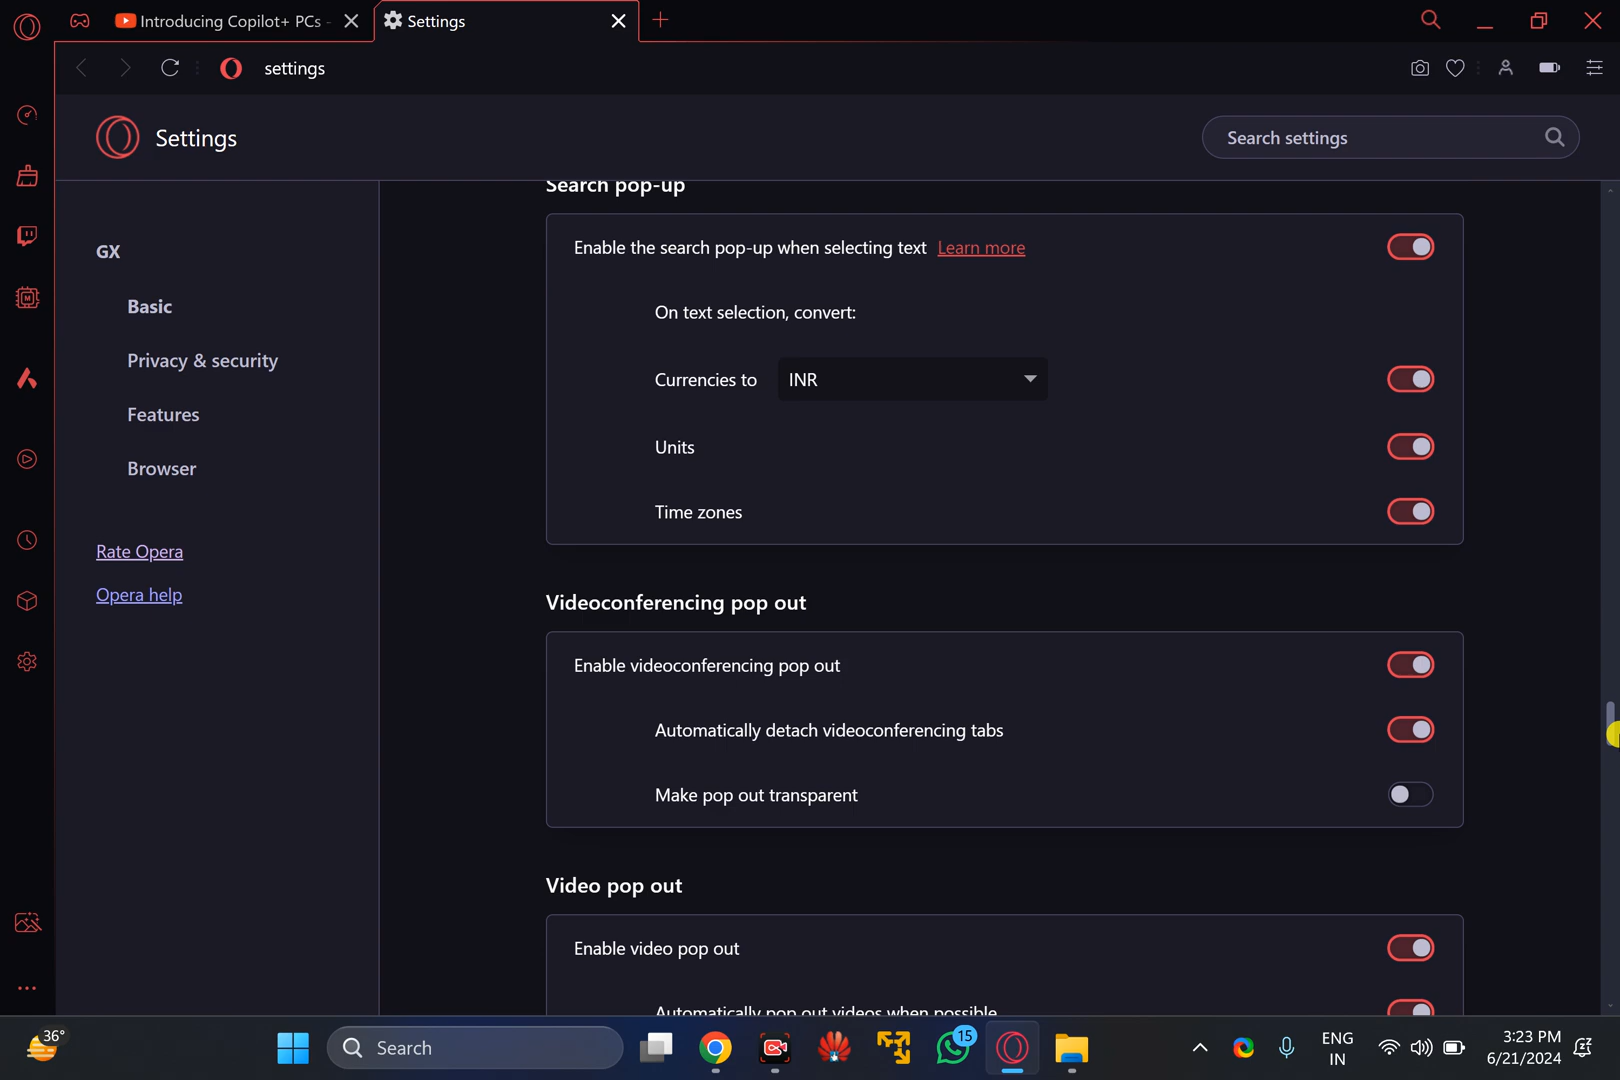 Introducing Copilot+ PCs -
Settings
settings
Settings
Search settings
GX
Basic
Privacy & security
Features
Browser
Rate Opera
Opera help
Search pop-up
Enable the search pop-up when selecting text Learn more
On text selection, convert:
Currencies to INR
Units
Time zones
Videoconferencing pop out
Enable videoconferencing pop out
Automatically detach videoconferencing tabs
Make pop out transparent
Video pop out
Enable video pop out
Automatically pop out videos when possible
36°
Search
15
ENG
IN
3:23 PM
6/21/2024